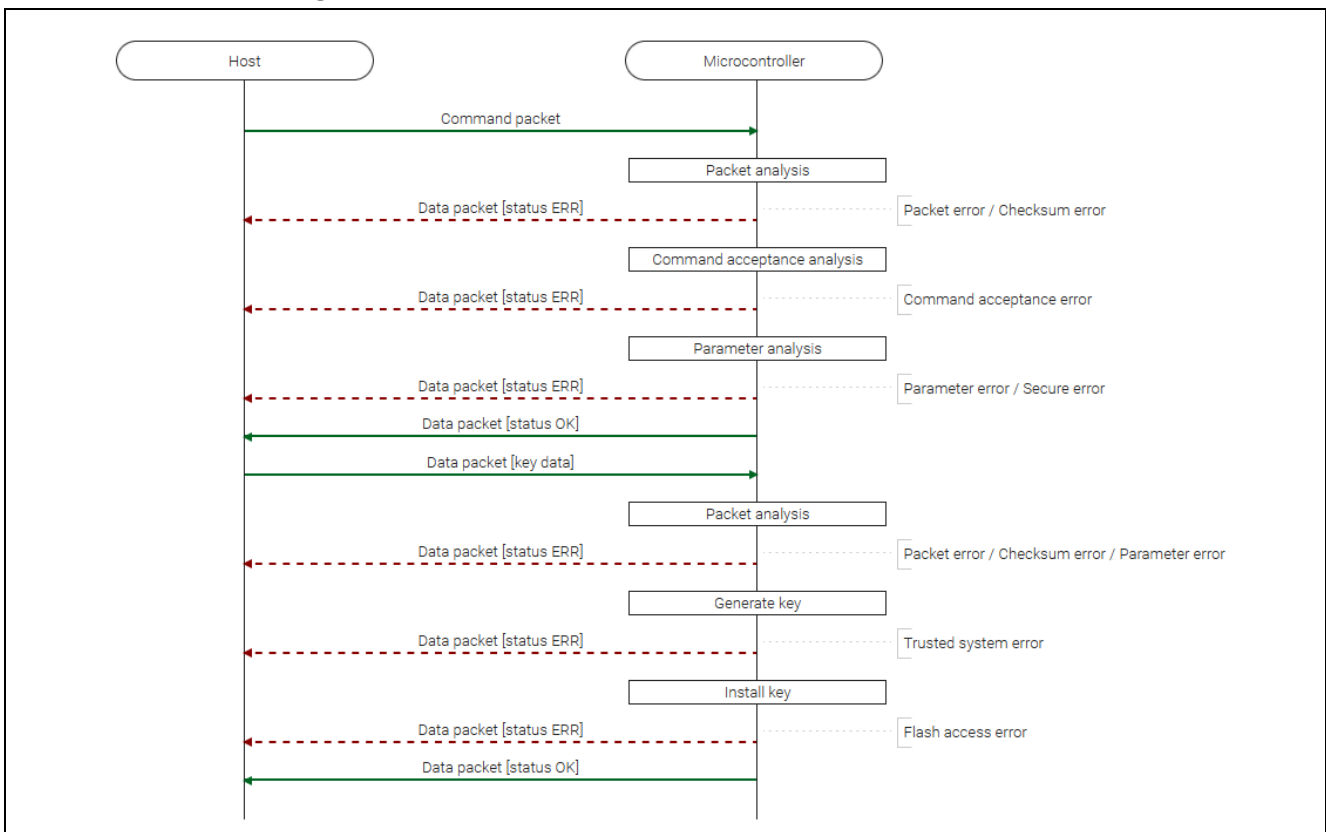 Host
Microcontroller
Command packet
Packet analysis
Data packet [status ERR]
Packet error / Checksum error
Command acceptance analysis
Data packet [status ERR]
Command acceptance error
Parameter analysis
Data packet [status ERR]
Parameter error / Secure error
Data packet [status OK]
Data packet [key data]
Packet analysis
Data packet [status ERR]
Packet error / Checksum error / Parameter error
Generate key
Data packet [status ERR]
Trusted system error
Install key
Data packet [status ERR]
Flash access error
Data packet [status OK]